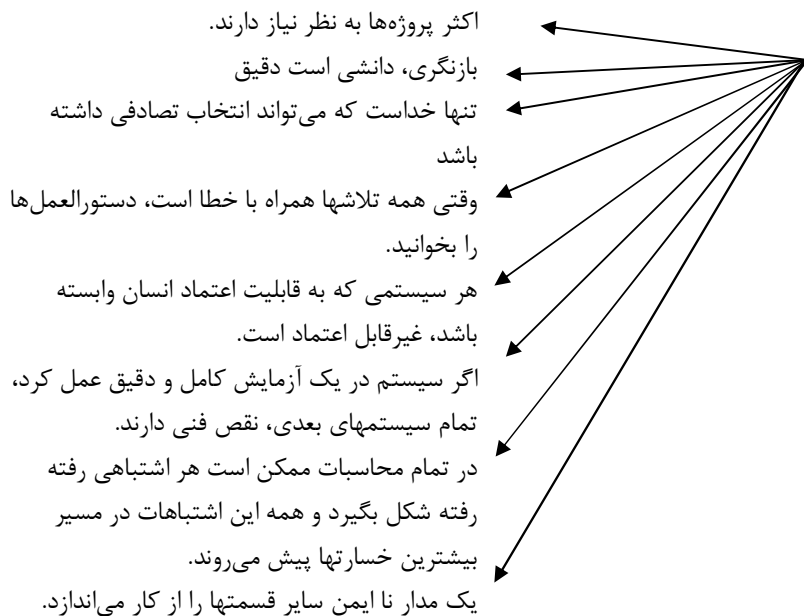 اکثر پروژه‌ها به نظر نیاز دارند.
بازنگری، دانشی است دقیق
تنها خداست که می‌تواند انتخاب تصادفی داشته
باشد
وقتی همه تلاشها همراه با خطا است، دستورالعمل‌ها
را بخوانید.
هر سیستمی که به قابلیت اعتماد انسان وابسته
باشد، غیرقابل اعتماد است.
اگر سیستم در یک آزمایش کامل و دقیق عمل کرد،
تمام سیستمهای بعدی، نقص فنی دارند.
در تمام محاسبات ممکن است هر اشتباهی رفته
رفته شکل بگیرد و همه این اشتباهات در مسیر
بیشترین خسارتها پیش می‌روند.
یک مدار نا ایمن سایر قسمتها را از کار می‌اندازد.